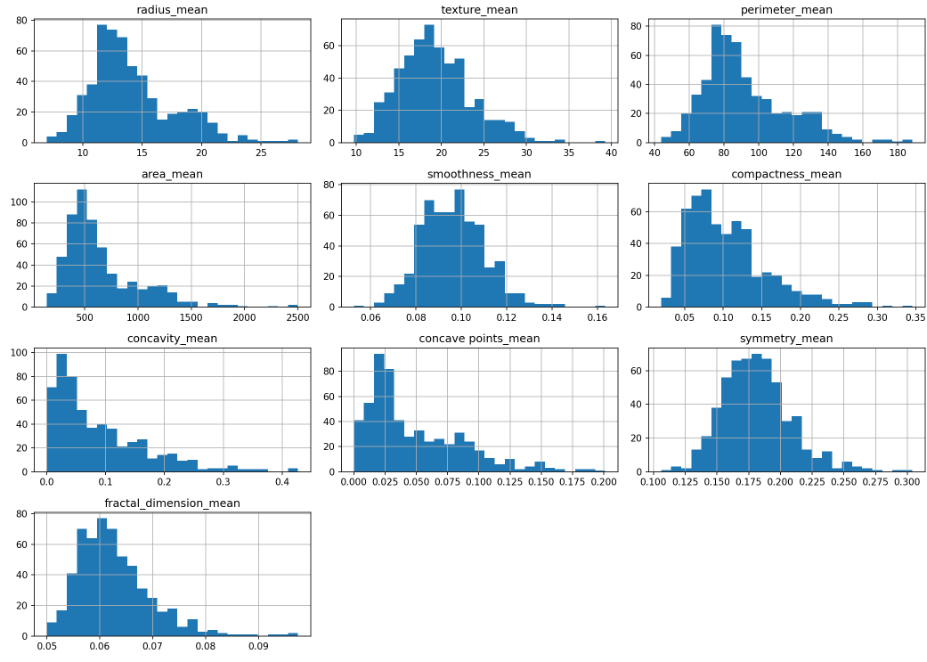 radius_mean
80
60
40
20
0
10 15 20 25
texture_mean
60
40
20
0
10 15 20 25 30 35 40
perimeter_mean
80
60
40
20
0
40 60 80 100 120 140 160 180
area_mean
100
80
60
40
20
0
500 1000 1500 2000 2500
smoothness_mean
80
60
40
20
0
0.06 0.08 0.10 0.12 0.14 0.16
compactness_mean
60
40
20
0
0.05 0.10 0.15 0.20 0.25 0.30 0.35
concavity_mean
100
80
60
40
20
0
0.0 0.1 0.2 0.3 0.4
concave points_mean
80
60
40
20
0
0.000 0.025 0.050 0.075 0.100 0.125 0.150 0.175 0.200
symmetry_mean
60
40
20
0
0.100 0.125 0.150 0.175 0.200 0.225 0.250 0.275 0.300
fractal_dimension_mean
80
60
40
20
0
0.05 0.06 0.07 0.08 0.09